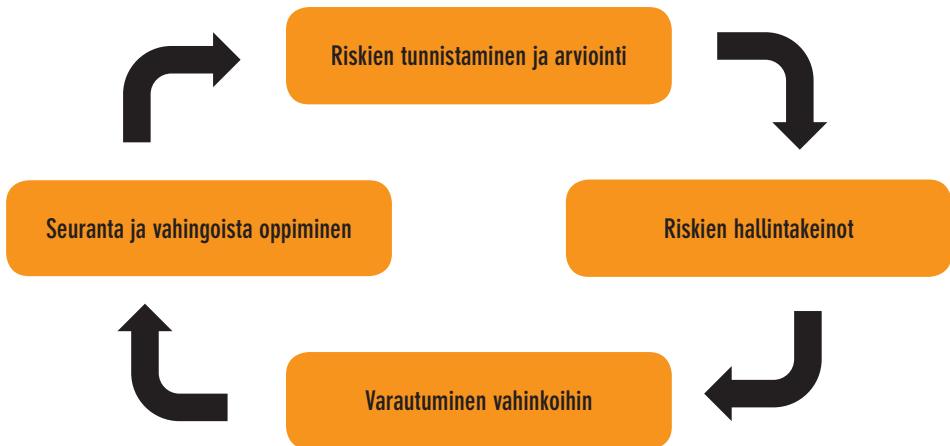 Riskien tunnistaminen ja arviointi
Seuranta ja vahingoista oppiminen
Riskien hallintakeinot
Varautuminen vahinkoihin